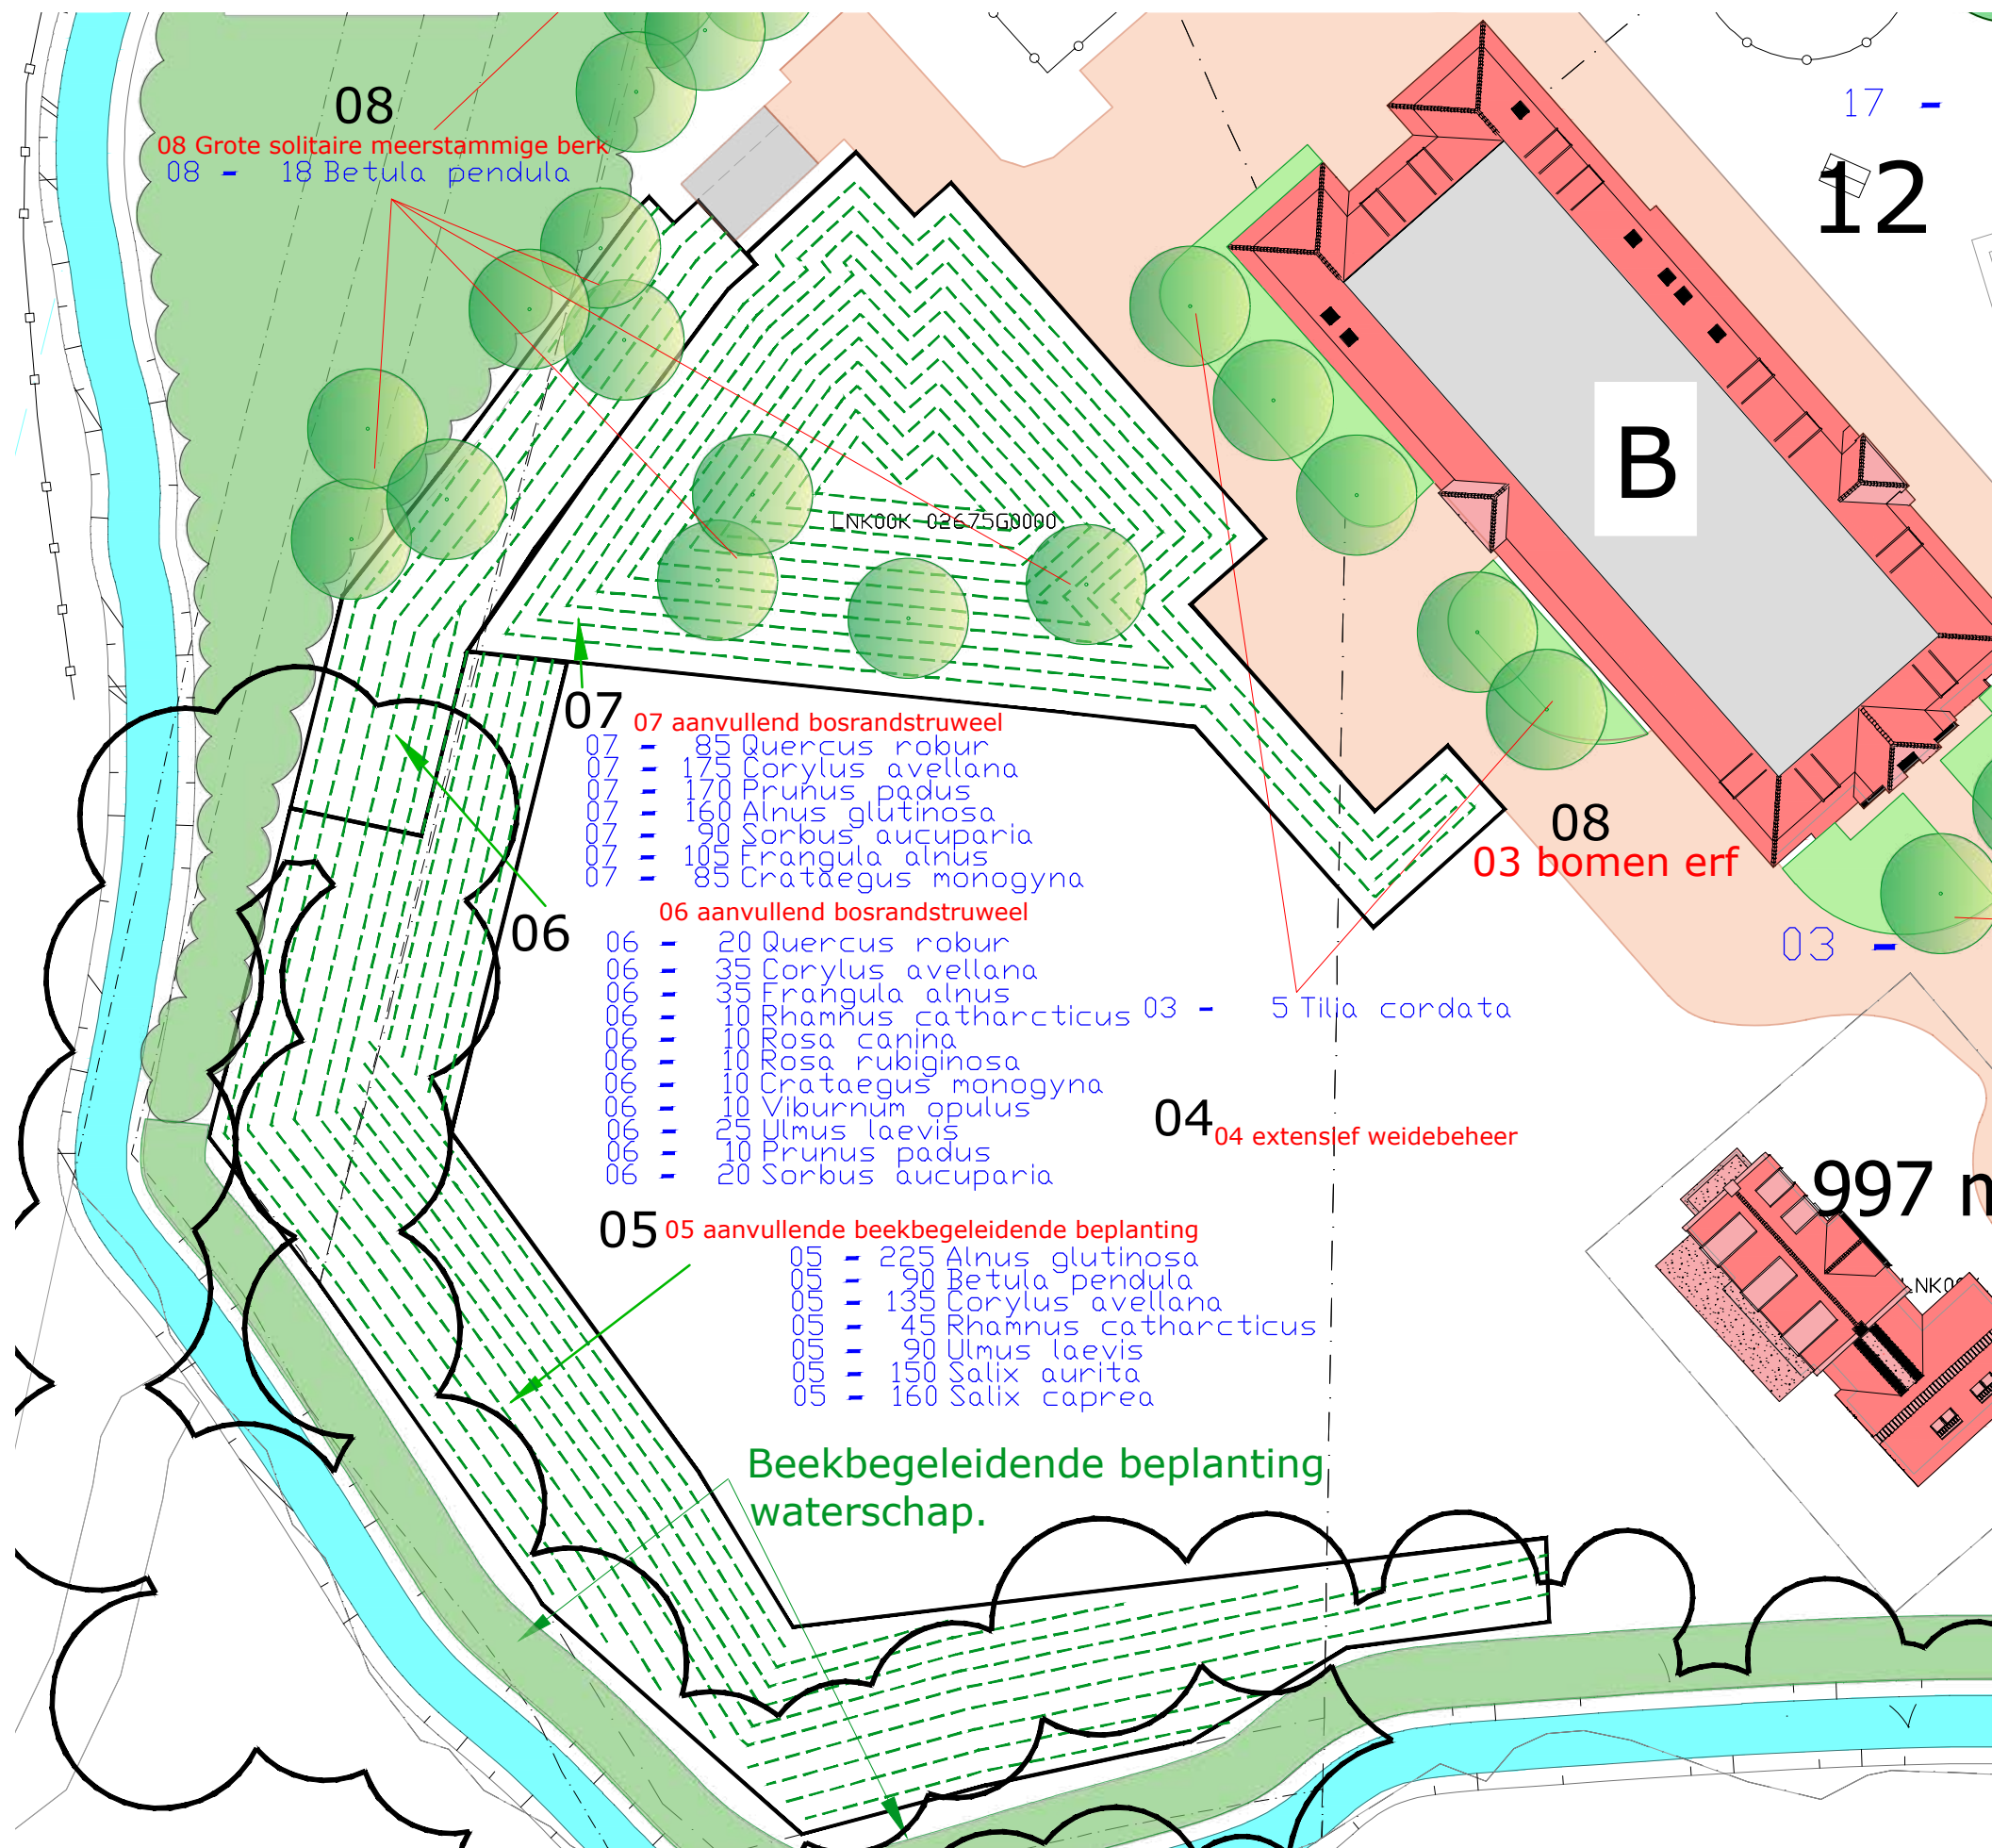 08
08 Grote solitaire meerstammige berk
08 - 18 Betula pendula
17 -
12
B
LNK00K 02675G0000
07
07 aanvullend bosrandstruweel
07 - 85 Quercus robur
07 - 175 Corylus avellana
07 - 170 Prunus padus
07 - 160 Alnus glutinosa
07 - 90 Sorbus aucuparia
07 - 105 Frangula alnus
07 - 85 Crataegus monogyna
08
03 bomen erf
03 -
06
06 aanvullend bosrandstruweel
06 - 20 Quercus robur
06 - 35 Corylus avellana
06 - 35 Frangula alnus
06 - 10 Rhamnus catharcticus
06 - 10 Rosa canina
06 - 10 Rosa rubiginosa
06 - 10 Crataegus monogyna
06 - 10 Viburnum opulus
06 - 25 Ulmus laevis
06 - 10 Prunus padus
06 - 20 Sorbus aucuparia
03 - 5 Tilia cordata
04
04 extensief weidebeheer
997 m
05
05 aanvullende beekbegeleidende beplanting
05 - 225 Alnus glutinosa
05 - 90 Betula pendula
05 - 135 Corylus avellana
05 - 45 Rhamnus catharcticus
05 - 90 Ulmus laevis
05 - 150 Salix aurita
05 - 160 Salix caprea
Beekbegeleidende beplanting
waterschap.